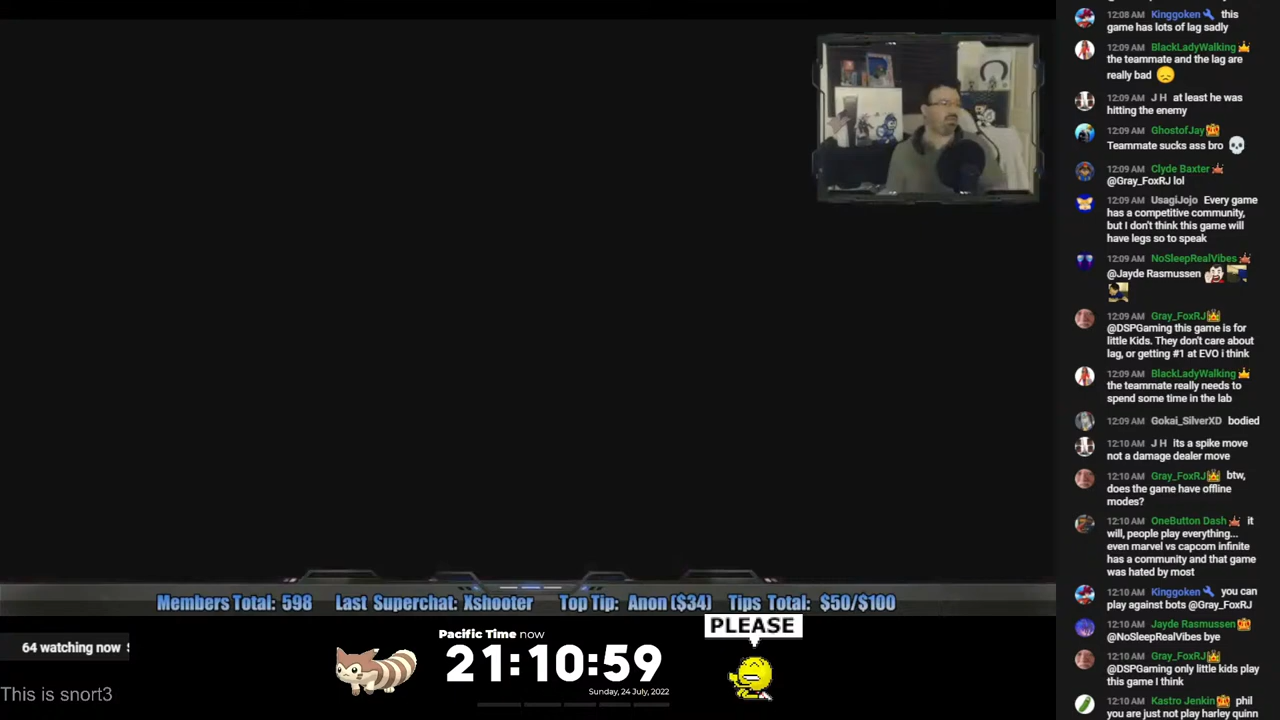 12:08 AM Kinggoken this
game has lots of lag sadly
12:09 AM BlackLadyWalking
the teammate and the lag are
really bad
12:09 AM J H at least he was
hitting the enemy
12:09 AM GhostofJay
Teammate sucks ass bro
12:09 AM Clyde Baxter
@Gray_FoxRJ lol
12:09 AM UsagiJojo Every game
has a competitive community,
but I don't think this game will
have legs so to speak
12:09 AM NoSleepRealVibes
@Jayde Rasmussen
12:09 AM Gray_FoxRJ
@DSPGaming this game is for
little Kids. They don't care about
lag, or getting #1 at EVO i think
12:09 AM BlackLadyWalking
the teammate really needs to
spend some time in the lab
12:09 AM Gokai_SilverXD bodied
12:10 AM J H its a spike move
not a damage dealer move
12:10 AM Gray_FoxRJ btw,
does the game have offline
modes?
12:10 AM OneButton Dash it
will, people play everything...
even marvel vs capcom infinite
has a community and that game
was hated by most
12:10 AM Kinggoken you can
play against bots @Gray_FoxRJ
12:10 AM Jayde Rasmussen
@NoSleepRealVibes bye
12:10 AM Gray_FoxRJ
@DSPGaming only little kids play
this game I think
12:10 AM Kastro Jenkin phil
you are just not play harley quinn
Members Total: 598 Last Superchat: Xshooter Top Tip: Anon ($34) Tips Total: $50/$100
64 watching now
This is snort3
Pacific Time now
21:10:59
Sunday, 24 July, 2022
PLEASE